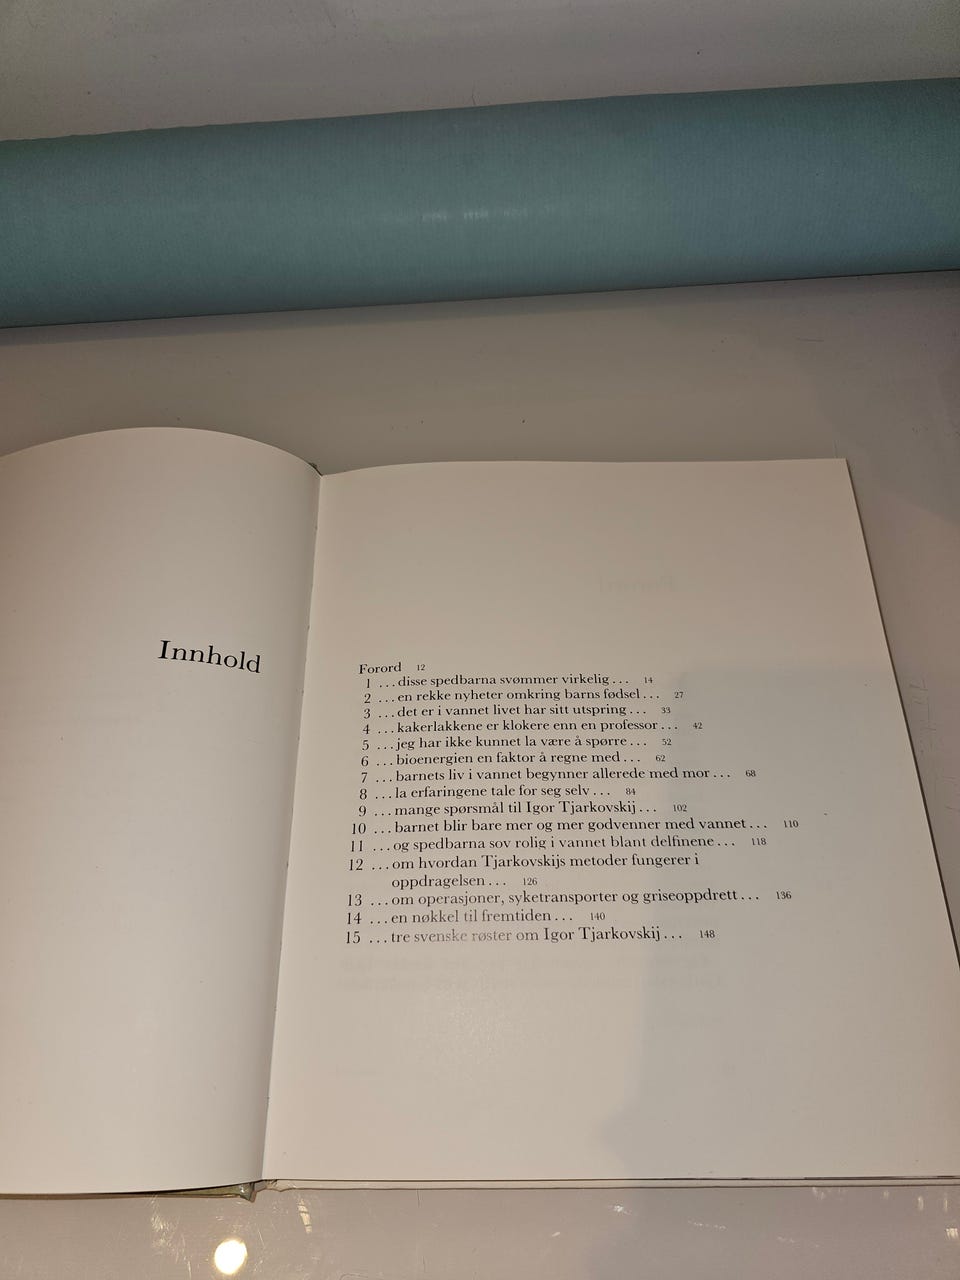 Innhold
Forord 12
1 ...disse spedbarna svømmer virkelig... 14
2 ...en rekke nyheter omkring barns fødsel... 27
3 ...det er i vannet livet har sitt utspring... 33
4 ...kakerlakkene er klokere enn en professor... 42
5 ...jeg har ikke kunnet la være å spørre... 52
6 ...bioenergien en faktor å regne med... 62
7 ...barnets liv i vannet begynner allerede med mor... 68
8 ...la erfaringene tale for seg selv... 84
9 ...mange spørsmål til Igor Tjarkovskij... 102
10 ...barnet blir bare mer og mer godvenner med vannet... 110
11 ...og spedbarna sov rolig i vannet blant delfinene... 118
12 ...om hvordan Tjarkovskijs metoder fungerer i
oppdragelsen... 126
13 ...om operasjoner, syketransporter og griseoppdrett... 136
14 ...en nøkkel til fremtiden... 140
15 ...tre svenske røster om Igor Tjarkovskij... 148